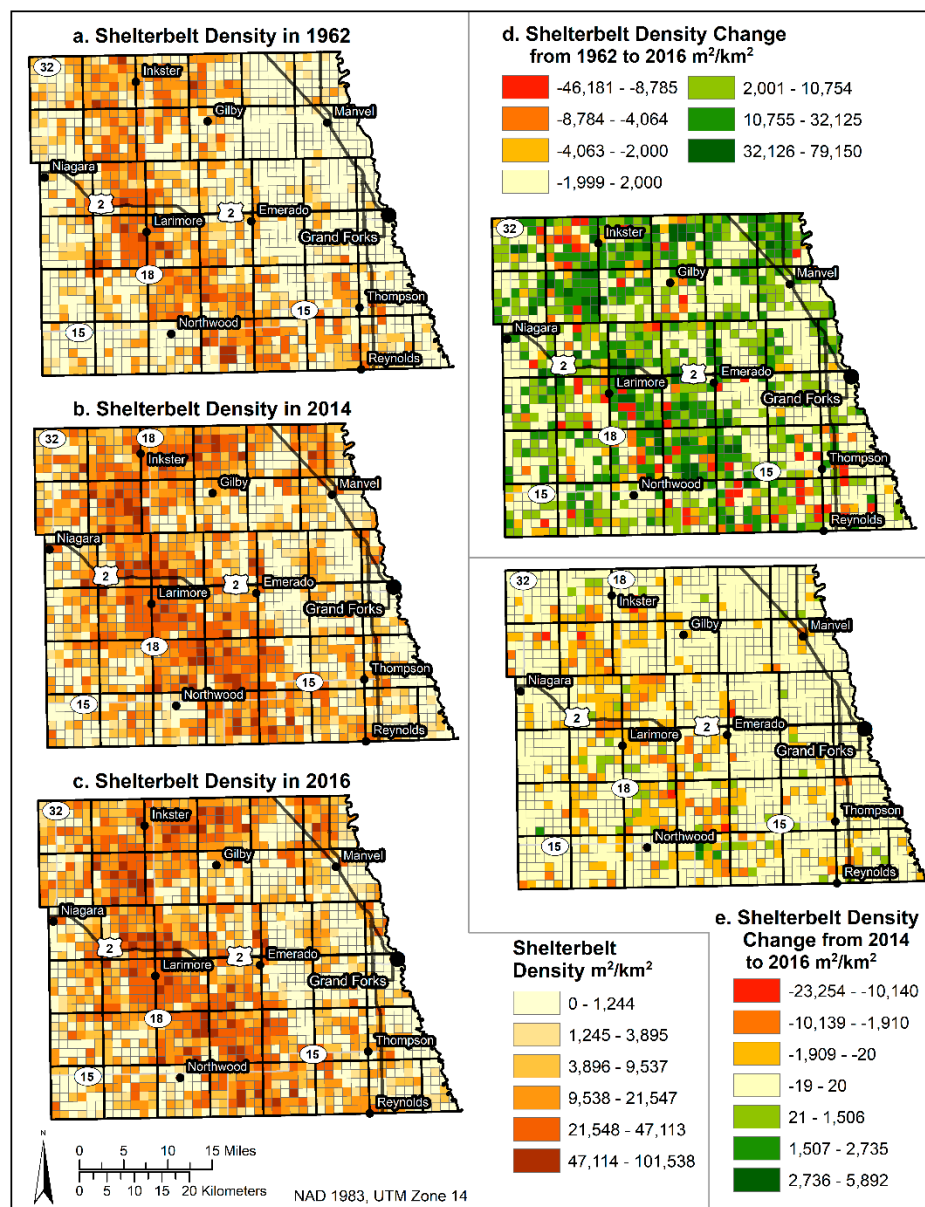 a. Shelterbelt Density in 1962
32
Inkster
Gilby
Manvel
Niagara
2
2
Emerado
Larimore
Grand Forks
18
Thompson
15
15
Northwood
Reynolds
b. Shelterbelt Density in 2014
32
18
Inkster
Gilby
Manvel
Niagara
2
2
Emerado
Larimore
Grand Forks
18
Thompson
15
15
Northwood
Reynolds
c. Shelterbelt Density in 2016
32
Inkster
Gilby
Manvel
Niagara
2
2
Emerado
Larimore
Grand Forks
18
Thompson
15
15
Northwood
Reynolds
N
0 5 10 15 Miles
0 5 10 15 20 Kilometers
NAD 1983, UTM Zone 14
d. Shelterbelt Density Change
from 1962 to 2016 m²/km²
-46,181 - -8,785
-8,784 - -4,064
-4,063 - -2,000
-1,999 - 2,000
2,001 - 10,754
10,755 - 32,125
32,126 - 79,150
32
Inkster
Gilby
Manvel
Niagara
2
2
Emerado
Larimore
Grand Forks
18
Thompson
15
15
Northwood
Reynolds
32
18
Inkster
Gilby
Manvel
Niagara
2
2
Emerado
Larimore
Grand Forks
18
Thompson
15
15
Northwood
Reynolds
Shelterbelt
Density m²/km²
0 - 1,244
1,245 - 3,895
3,896 - 9,537
9,538 - 21,547
21,548 - 47,113
47,114 - 101,538
e. Shelterbelt Density
Change from 2014
to 2016 m²/km²
-23,254 - -10,140
-10,139 - -1,910
-1,909 - -20
-19 - 20
21 - 1,506
1,507 - 2,735
2,736 - 5,892